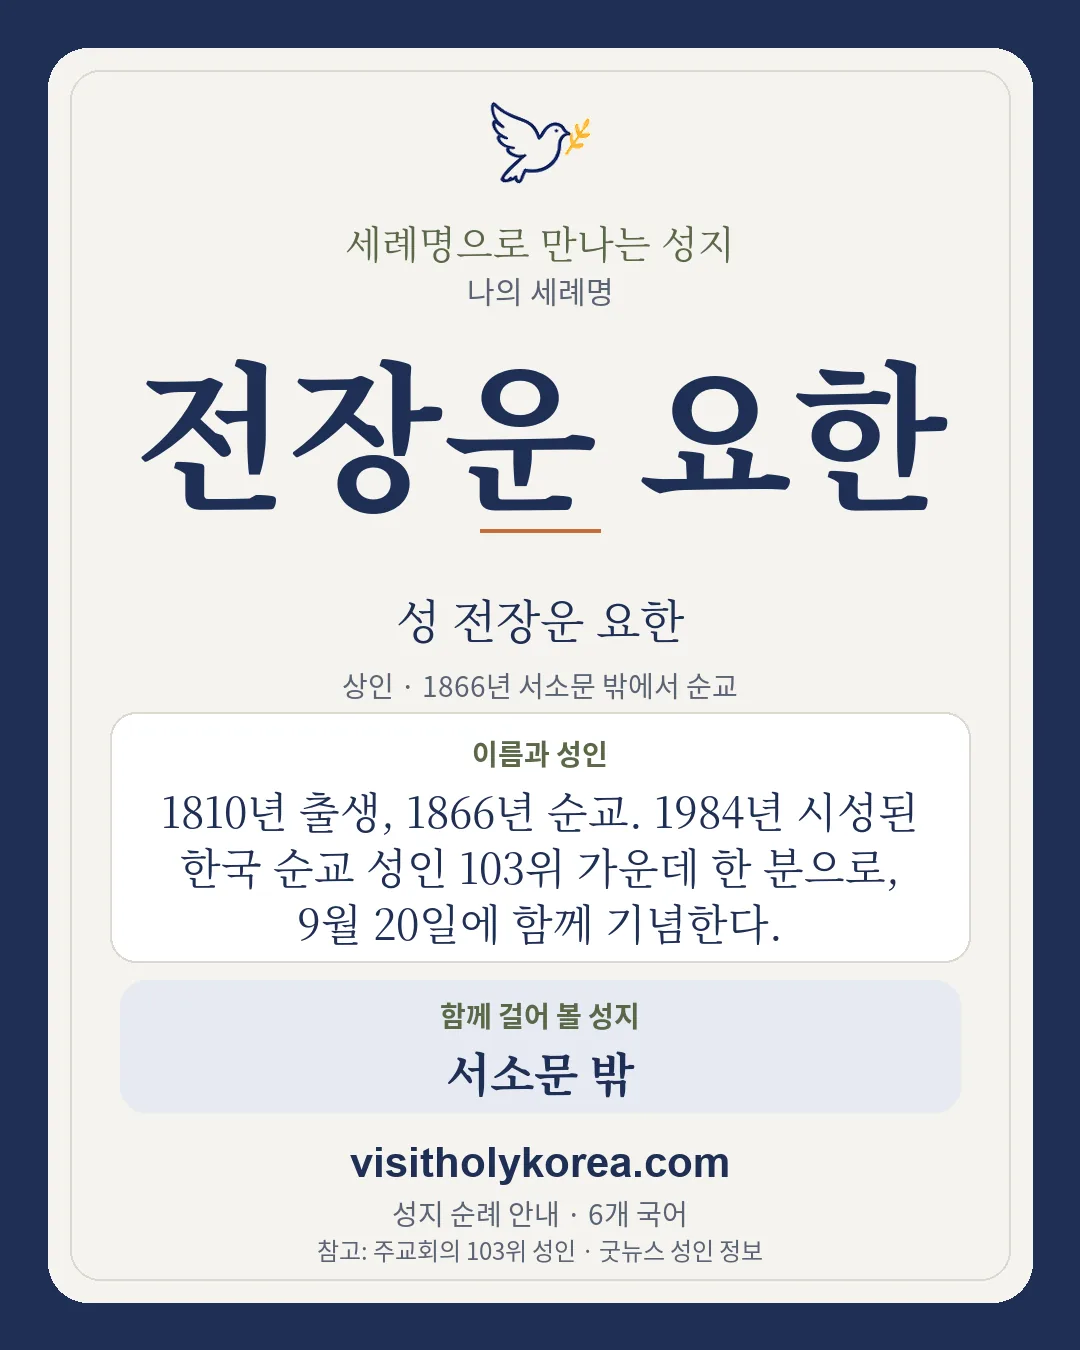 세례명으로 만나는 성지
나의 세례명
전장운 요한
성 전장운 요한
상인 · 1866년 서소문 밖에서 순교
이름과 성인
1810년 출생, 1866년 순교. 1984년 시성된
한국 순교 성인 103위 가운데 한 분으로,
9월 20일에 함께 기념한다.
함께 걸어 볼 성지
서소문 밖
visitholykorea.com
성지 순례 안내 · 6개 국어
참고: 주교회의 103위 성인 · 굿뉴스 성인 정보